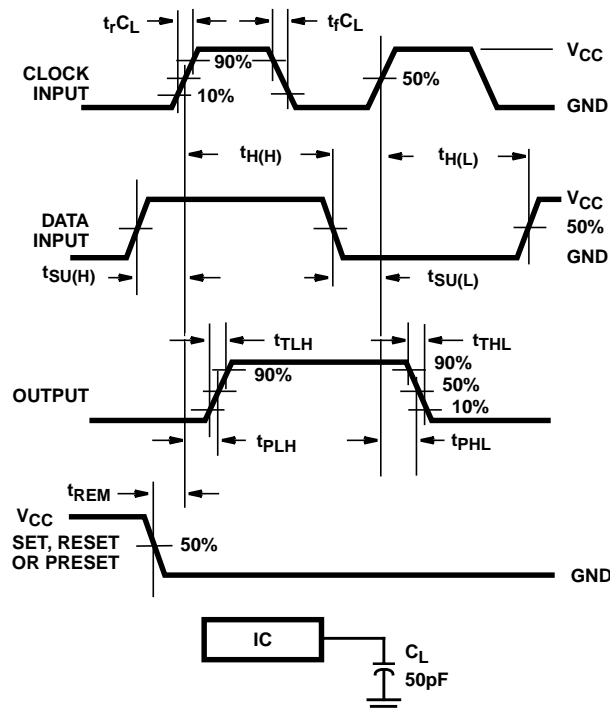 trCL
tfCL
VCC
90%
CLOCK
INPUT
50%
10%
GND
tH(H)
tH(L)
VCC
DATA
INPUT
50%
GND
tSU(H)
tSU(L)
tTLH
tTHL
90%
90%
50%
OUTPUT
10%
tPLH
tPHL
tREM
VCC
SET, RESET
OR PRESET
50%
GND
IC
CL
50pF